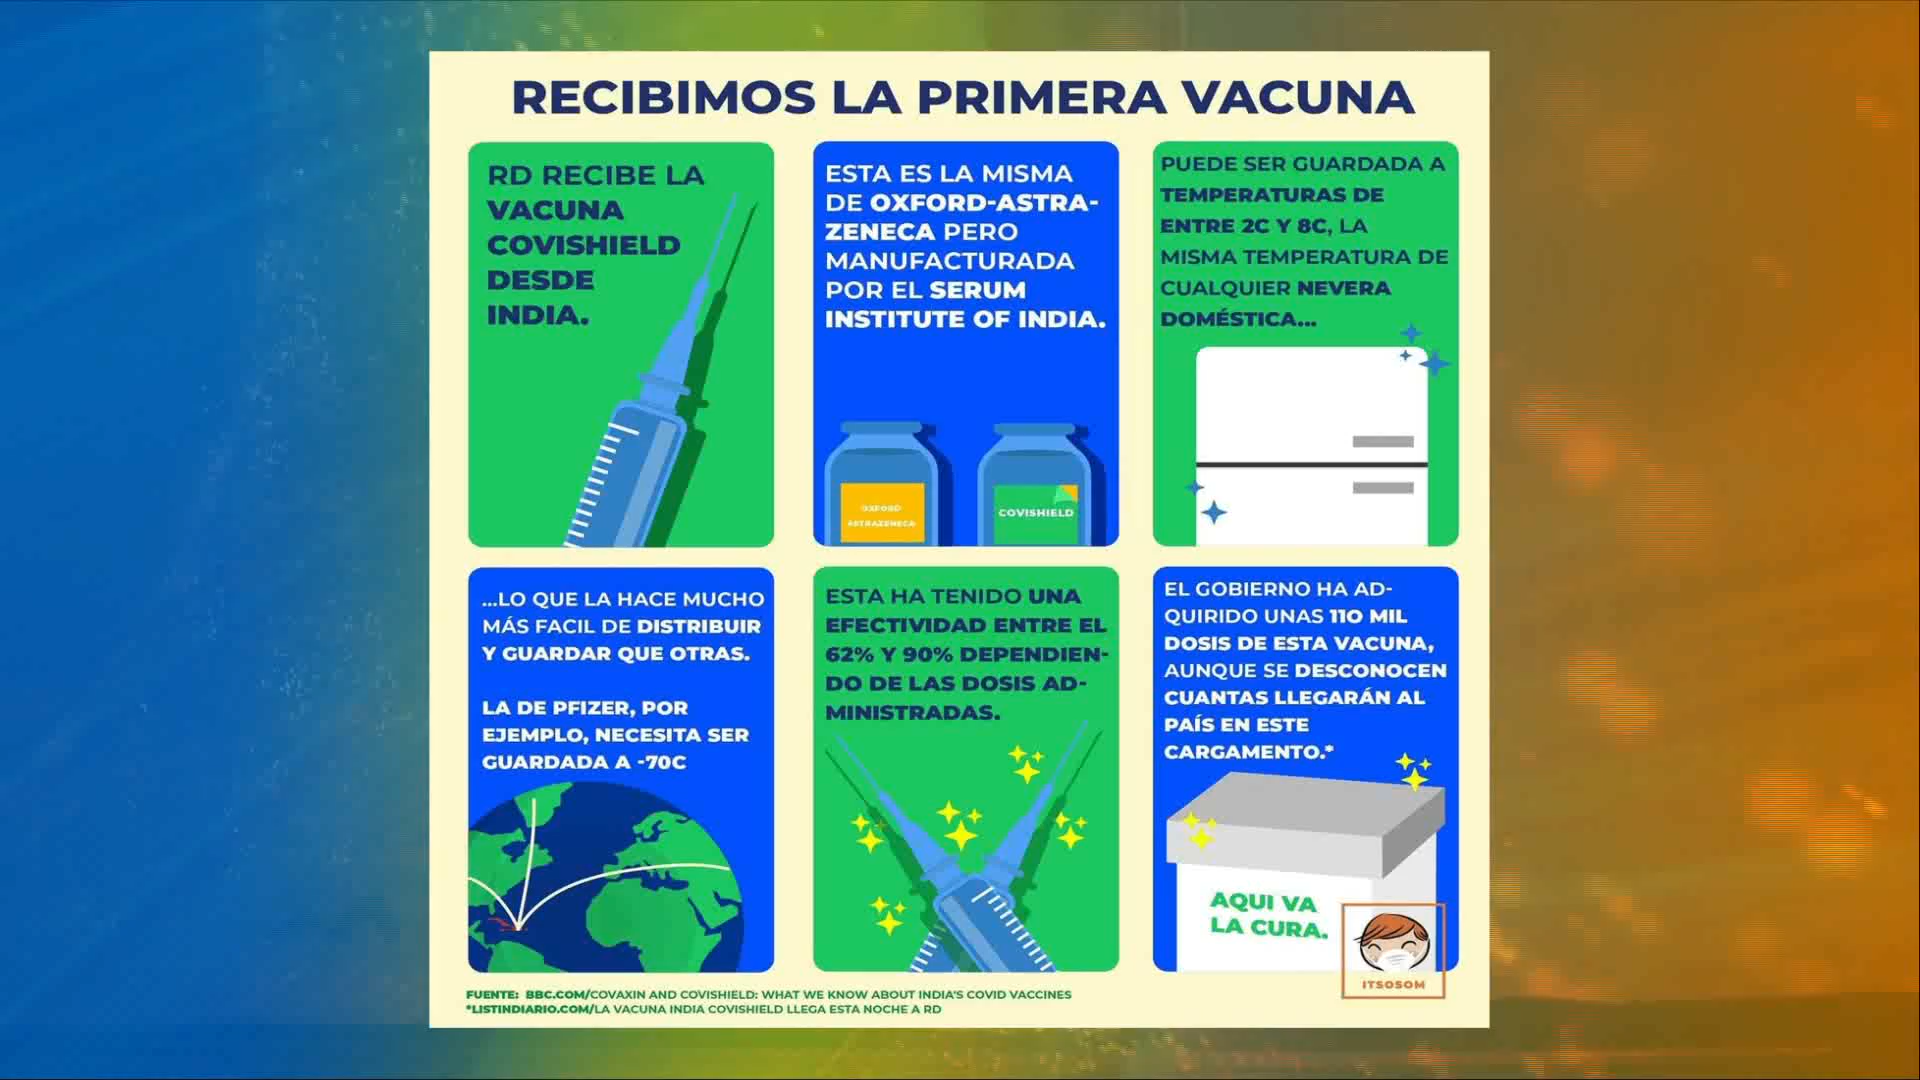 RECIBIMOS LA PRIMERA VACUNA
RD RECIBE LA
VACUNA
COVISHIELD
DESDE
INDIA.
ESTA ES LA MISMA
DE OXFORD-ASTRA-
ZENECA PERO
MANUFACTURADA
POR EL SERUM
INSTITUTE OF INDIA.
OXFORD
ASTRAZENECA
COVISHIELD
PUEDE SER GUARDADA A
TEMPERATURAS DE
ENTRE 2C Y 8C, LA
MISMA TEMPERATURA DE
CUALQUIER NEVERA
DOMÉSTICA...
...LO QUE LA HACE MUCHO
MÁS FACIL DE DISTRIBUIR
Y GUARDAR QUE OTRAS.
LA DE PFIZER, POR
EJEMPLO, NECESITA SER
GUARDADA A -70C
ESTA HA TENIDO UNA
EFECTIVIDAD ENTRE EL
62% Y 90% DEPENDIEN-
DO DE LAS DOSIS AD-
MINISTRADAS.
EL GOBIERNO HA AD-
QUIRIDO UNAS 110 MIL
DOSIS DE ESTA VACUNA,
AUNQUE SE DESCONOCEN
CUANTAS LLEGARÁN AL
PAÍS EN ESTE
CARGAMENTO.*
AQUI VA
LA CURA.
ITSOSOM
FUENTE: BBC.COM/COVAXIN AND COVISHIELD: WHAT WE KNOW ABOUT INDIA'S COVID VACCINES
*LISTINDIARIO.COM/LA VACUNA INDIA COVISHIELD LLEGA ESTA NOCHE A RD